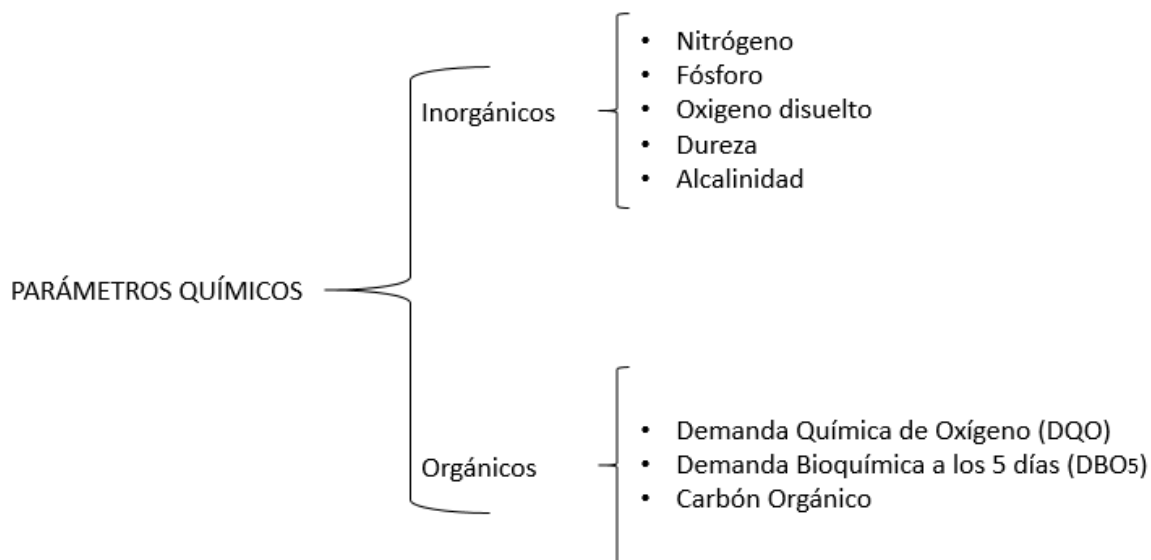 PARÁMETROS QUÍMICOS
Inorgánicos
• Nitrógeno
• Fósforo
• Oxigeno disuelto
• Dureza
• Alcalinidad
Orgánicos
• Demanda Química de Oxígeno (DQO)
• Demanda Bioquímica a los 5 días (DBO5)
• Carbón Orgánico